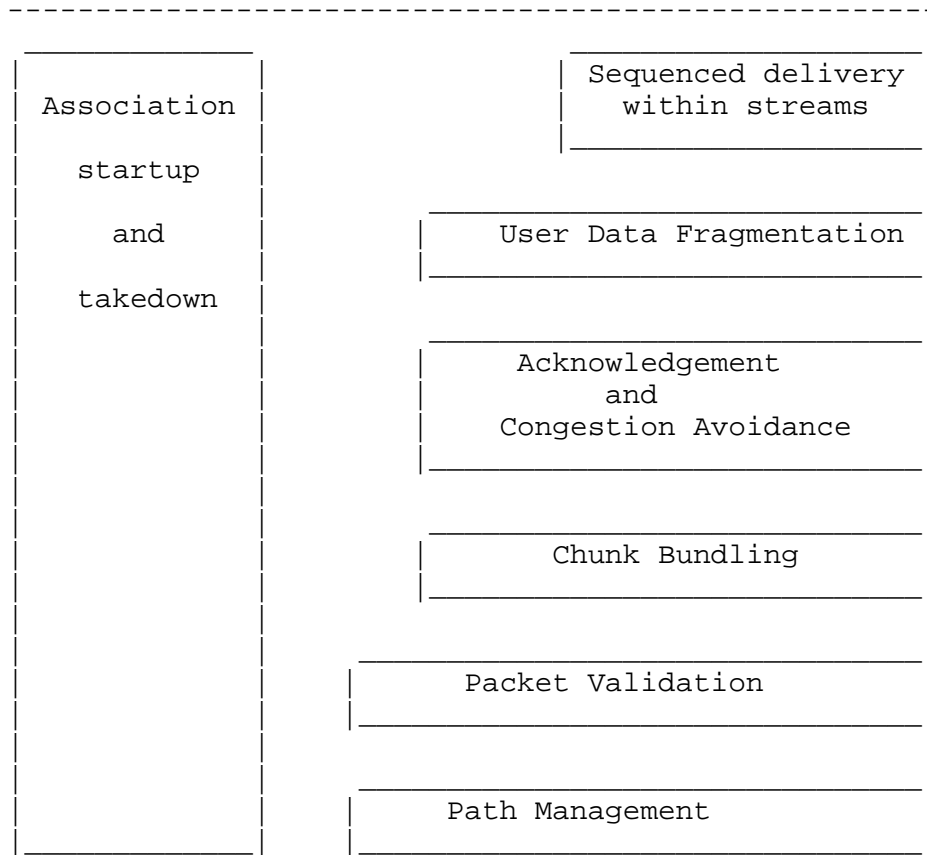 Sequenced delivery
within streams
Association
startup
and
takedown
User Data Fragmentation
Acknowledgement
and
Congestion Avoidance
Chunk Bundling
Packet Validation
Path Management